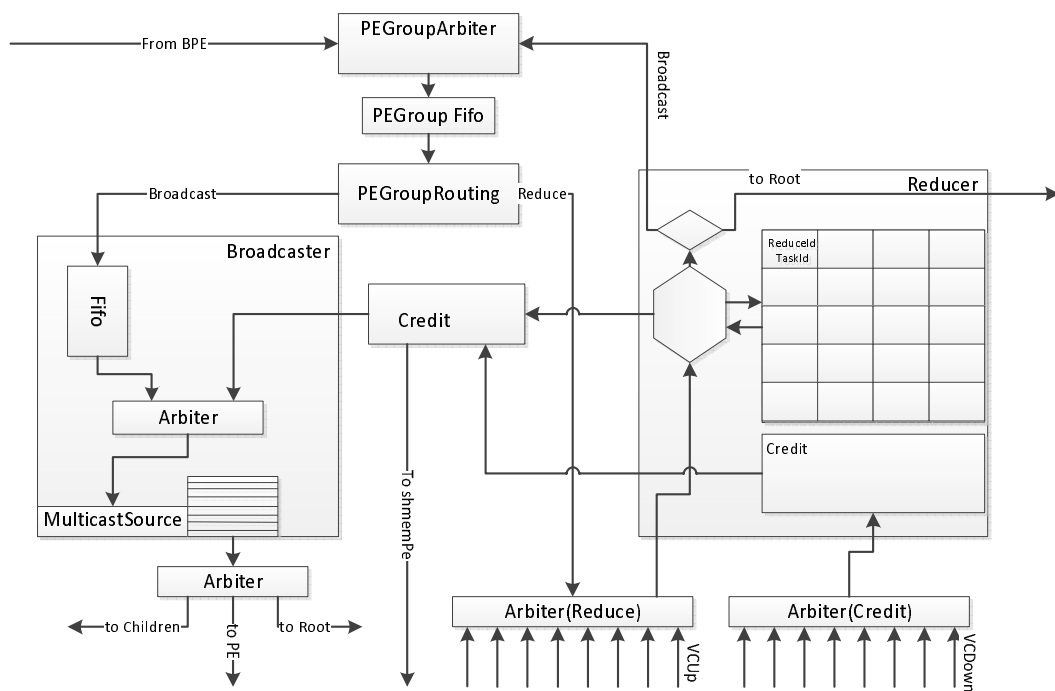 PEGroupArbiter
From BPE
Broadcast
PEGroup Fifo
PEGroupRouting
Broadcast
Reduce
to Root
Reducer
Broadcaster
ReduceId
TaskId
Fifo
Credit
Arbiter
Credit
To shmemPe
MulticastSource
Arbiter
Arbiter(Reduce)
Arbiter(Credit)
to Children
to PE
to Root
VCUp
VCDown